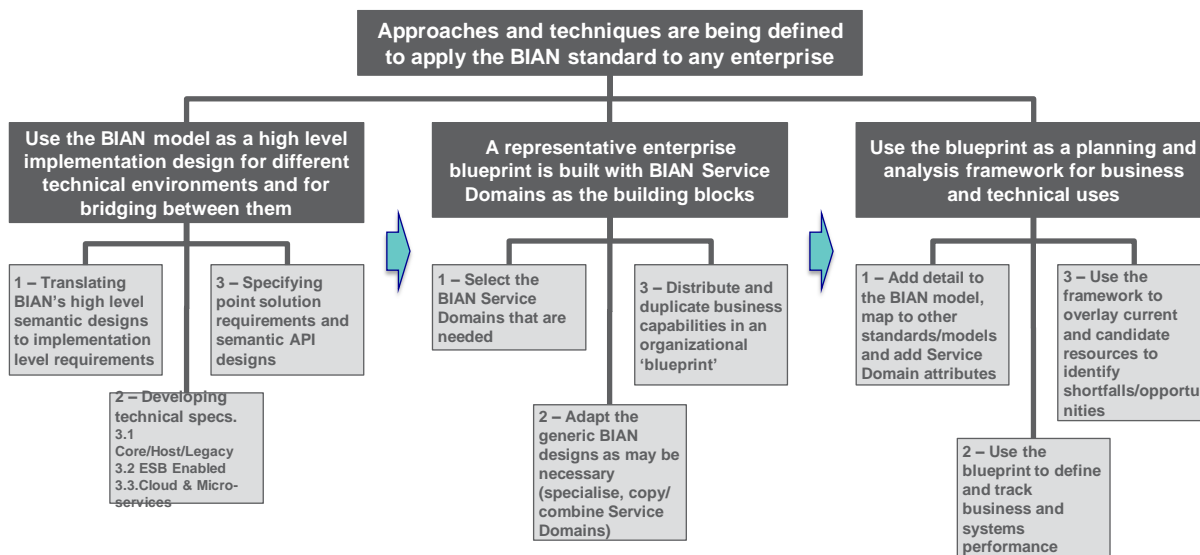 Approaches and techniques are being defined
to apply the BIAN standard to any enterprise
Use the BIAN model as a high level
implementation design for different
technical environments and for
bridging between them
1 – Translating
BIAN's high level
semantic designs
to implementation
level requirements
3 – Specifying
point solution
requirements and
semantic API
designs
2 – Developing
technical specs.
3.1
Core/Host/Legacy
3.2 ESB Enabled
3.3.Cloud & Micro-
services
A representative enterprise
blueprint is built with BIAN Service
Domains as the building blocks
1 – Select the
BIAN Service
Domains that are
needed
3 – Distribute and
duplicate business
capabilities in an
organizational
‘blueprint’
2 – Adapt the
generic BIAN
designs as may be
necessary
(specialise, copy/
combine Service
Domains)
Use the blueprint as a planning and
analysis framework for business
and technical uses
1 – Add detail to
the BIAN model,
map to other
standards/models
and add Service
Domain attributes
3 – Use the
framework to
overlay current
and candidate
resources to
identify
shortfalls/opportu
nities
2 – Use the
blueprint to define
and track
business and
systems
performance